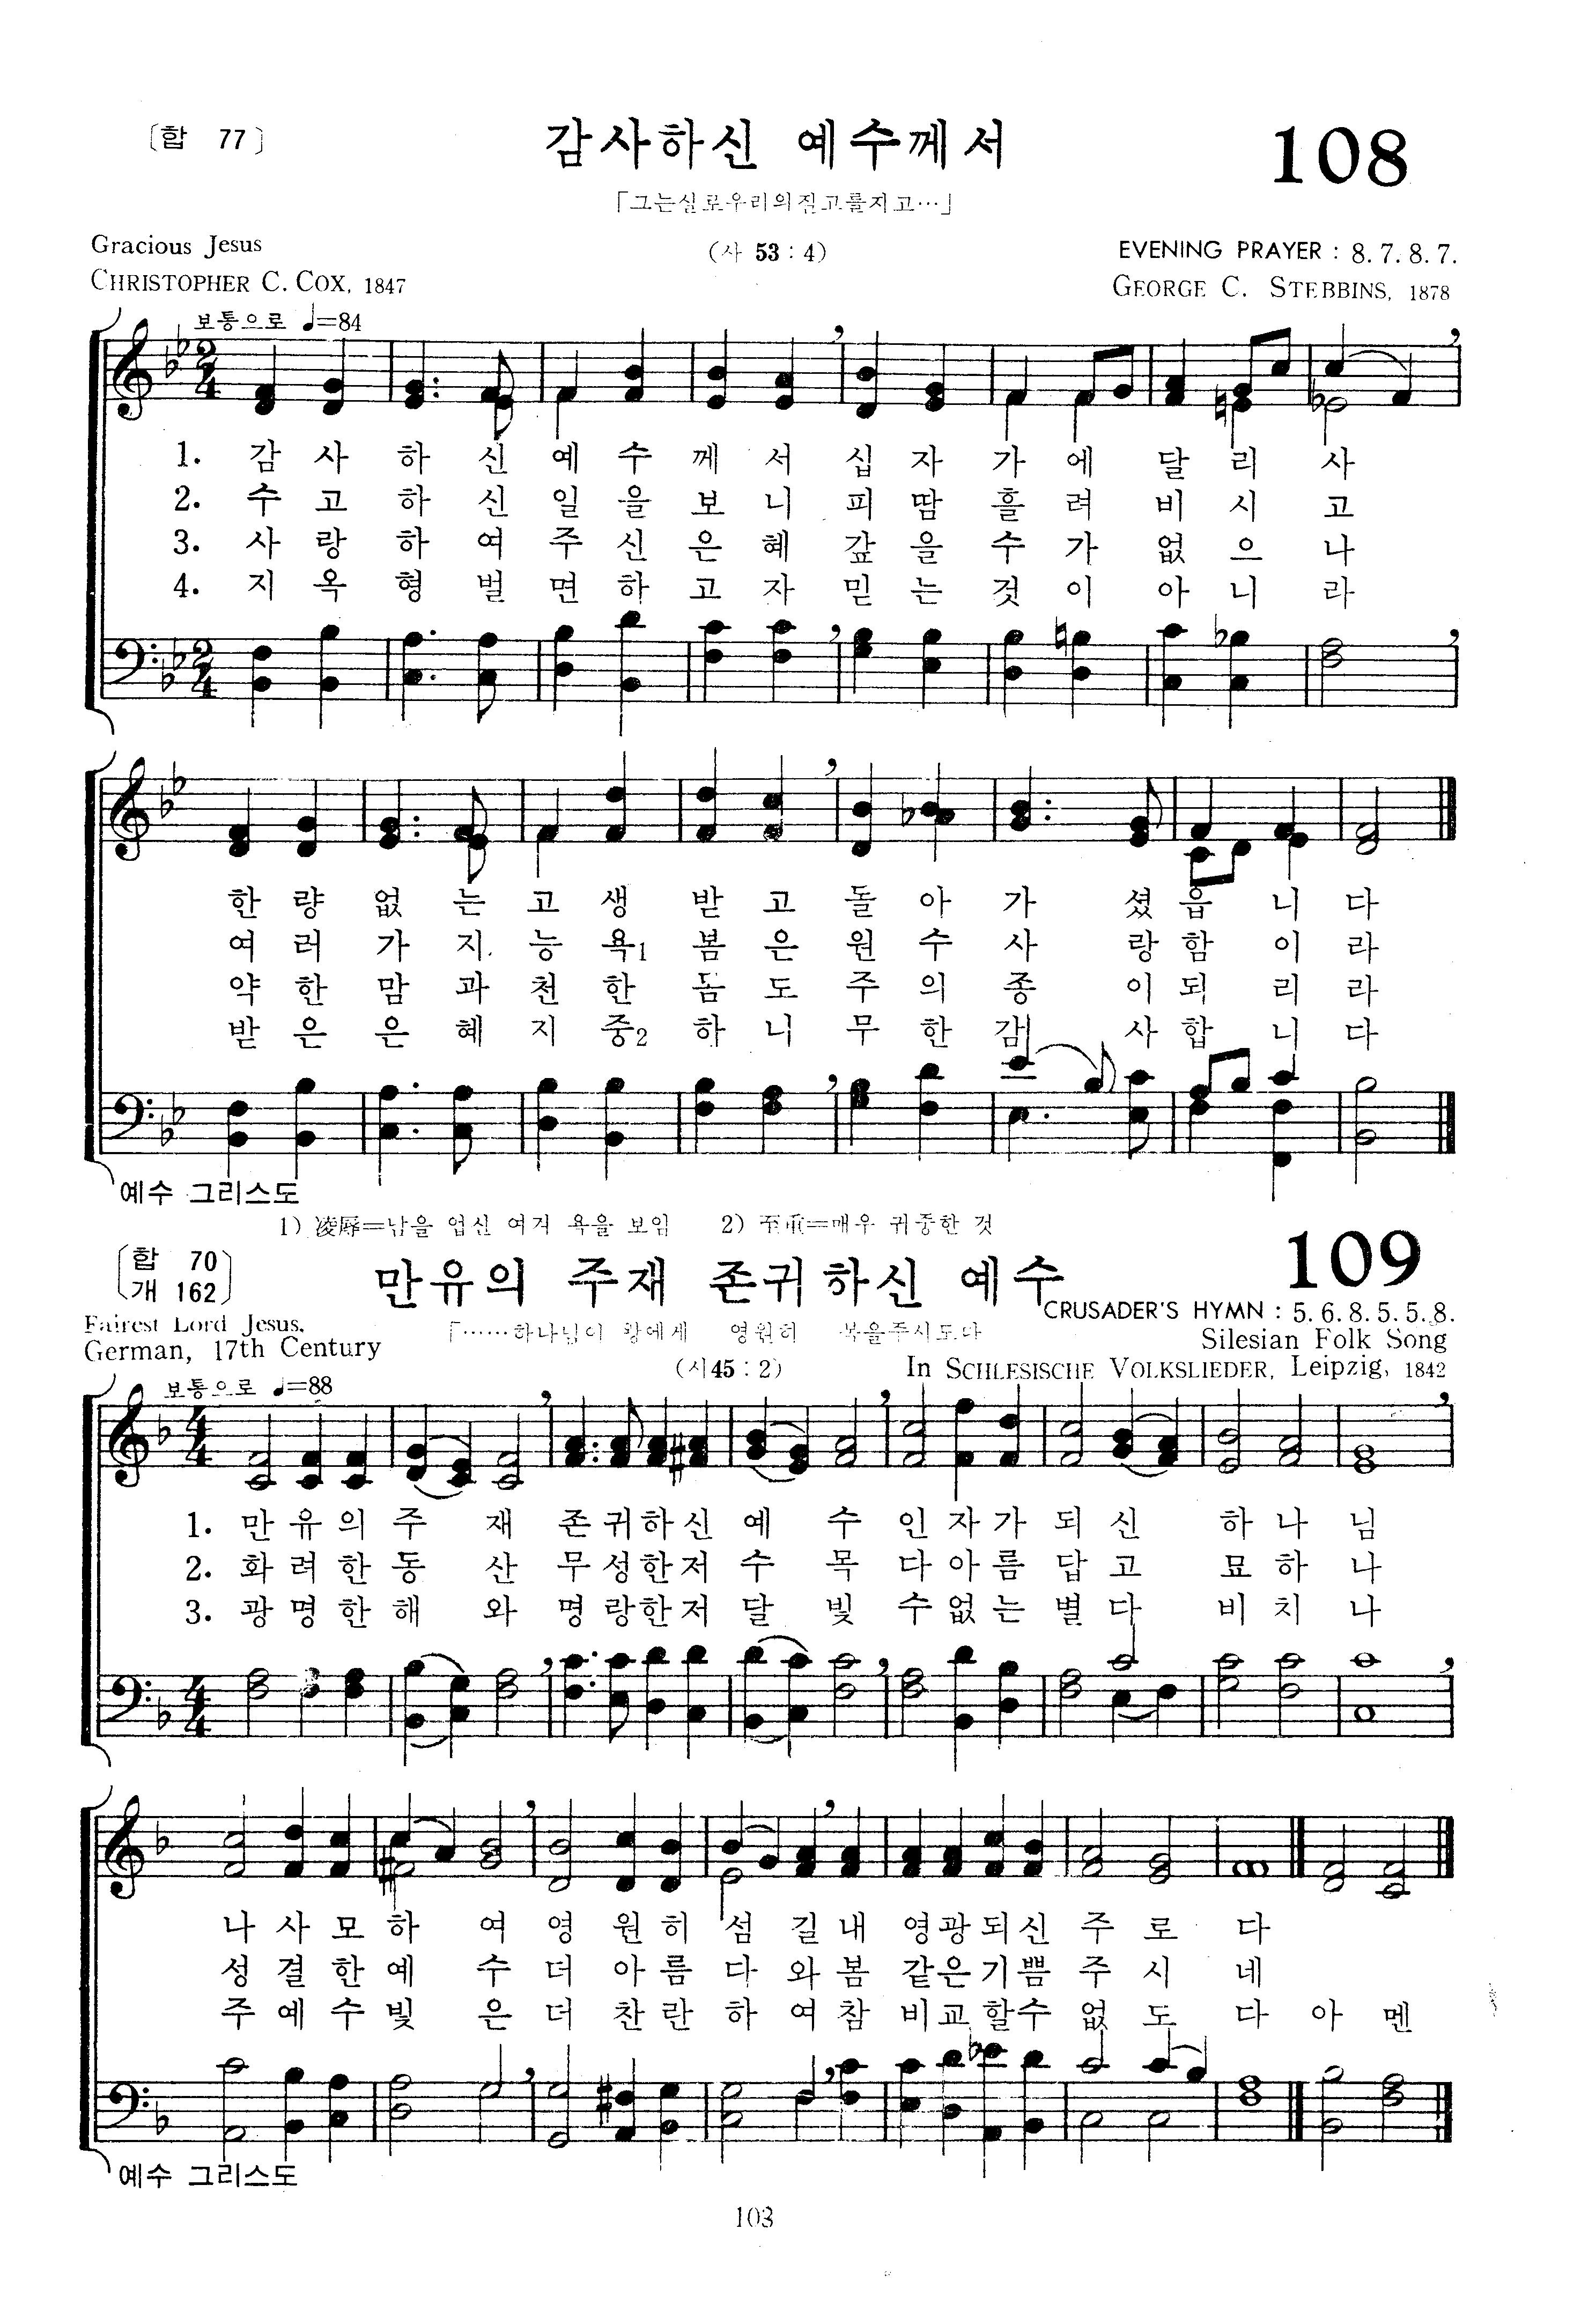 〔합 77〕
감사하신 예수께서
108
「그는실로우리의질고를지고…」
Gracious Jesus
(사 53 : 4)
EVENING PRAYER : 8. 7. 8. 7.
CHRISTOPHER C. COX, 1847
GEORGE C. STEBBINS, 1878
보통으로 ♩=84
1. 감 사 하 신 예 수 께 서 십 자 가 에 달 리 사
2. 수 고 하 신 일 을 보 니 피 땀 흘 려 비 시 고
3. 사 랑 하 여 주 신 은 혜 갚 을 수 가 없 으 나
4. 지 옥 형 벌 면 하 고 자 믿 는 것 이 아 니 라
한 량 없 는 고 생 받 고 돌 아 가 셨 읍 니 다
여 러 가 지 능 욕1 봄 은 원 수 사 랑 함 이 라
약 한 맘 과 천 한 몸 도 주 의 종 이 되 리 라
받 은 은 혜 지 중2 하 니 무 한 감 사 합 니 다
예수 그리스도
1) 凌辱=남을 업신 여겨 욕을 보임 2) 至重=매우 귀중한 것
〔합 70
개 162〕
만유의 주재 존귀하신 예수
109
Fairest Lord Jesus,
CRUSADER'S HYMN : 5. 6. 8. 5. 5. 8.
「……하나님이 왕에게 영원히 복을주시도다
German, 17th Century
Silesian Folk Song
(시 45 : 2)
In SCHLESISCHE VOLKSLIEDER, Leipzig, 1842
보통으로 ♩=88
4 4
1. 만 유 의 주 재 존 귀 하 신 예 수 인 자 가 되 신 하 나 님
2. 화 려 한 동 산 무 성 한 저 수 목 다 아 름 답 고 묘 하 나
3. 광 명 한 해 와 명 랑 한 저 달 빛 수 없 는 별 다 비 치 나
나 사 모 하 여 영 원 히 섬 길 내 영 광 되 신 주 로 다
성 결 한 예 수 더 아 름 다 와 봄 같 은 기 쁨 주 시 네
주 예 수 빛 은 더 찬 란 하 여 참 비 교 할 수 없 도 다 아 멘
예수 그리스도
103